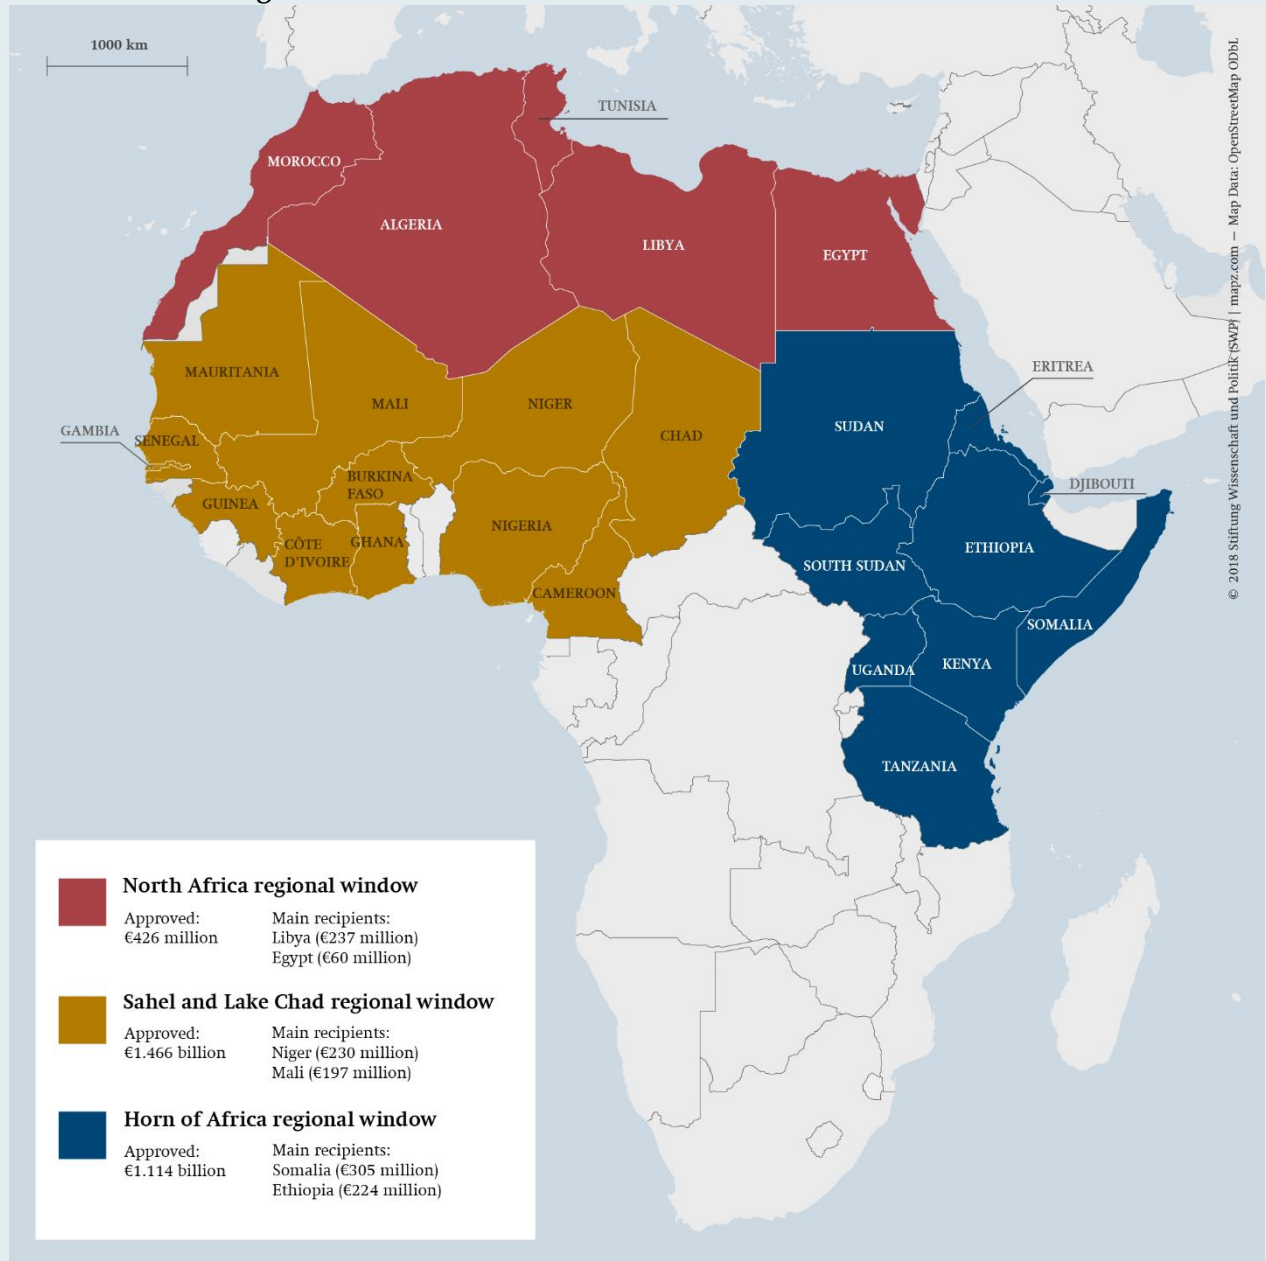 1000 km
TUNISIA
MOROCCO
ALGERIA
LIBYA
EGYPT
MAURITANIA
MALI
NIGER
CHAD
SUDAN
ERITREA
GAMBIA
SENEGAL
GUINEA
BURKINA
FASO
CÔTE
D'IVOIRE
GHANA
NIGERIA
CAMEROON
DJIBOUTI
ETHIOPIA
SOUTH SUDAN
SOMALIA
UGANDA
KENYA
TANZANIA
© 2018 Stiftung Wissenschaft und Politik (SWP) | mapz.com – Map Data: OpenStreetMap ODbL
North Africa regional window
Approved:
€426 million
Main recipients:
Libya (€237 million)
Egypt (€60 million)
Sahel and Lake Chad regional window
Approved:
€1.466 billion
Main recipients:
Niger (€230 million)
Mali (€197 million)
Horn of Africa regional window
Approved:
€1.114 billion
Main recipients:
Somalia (€305 million)
Ethiopia (€224 million)